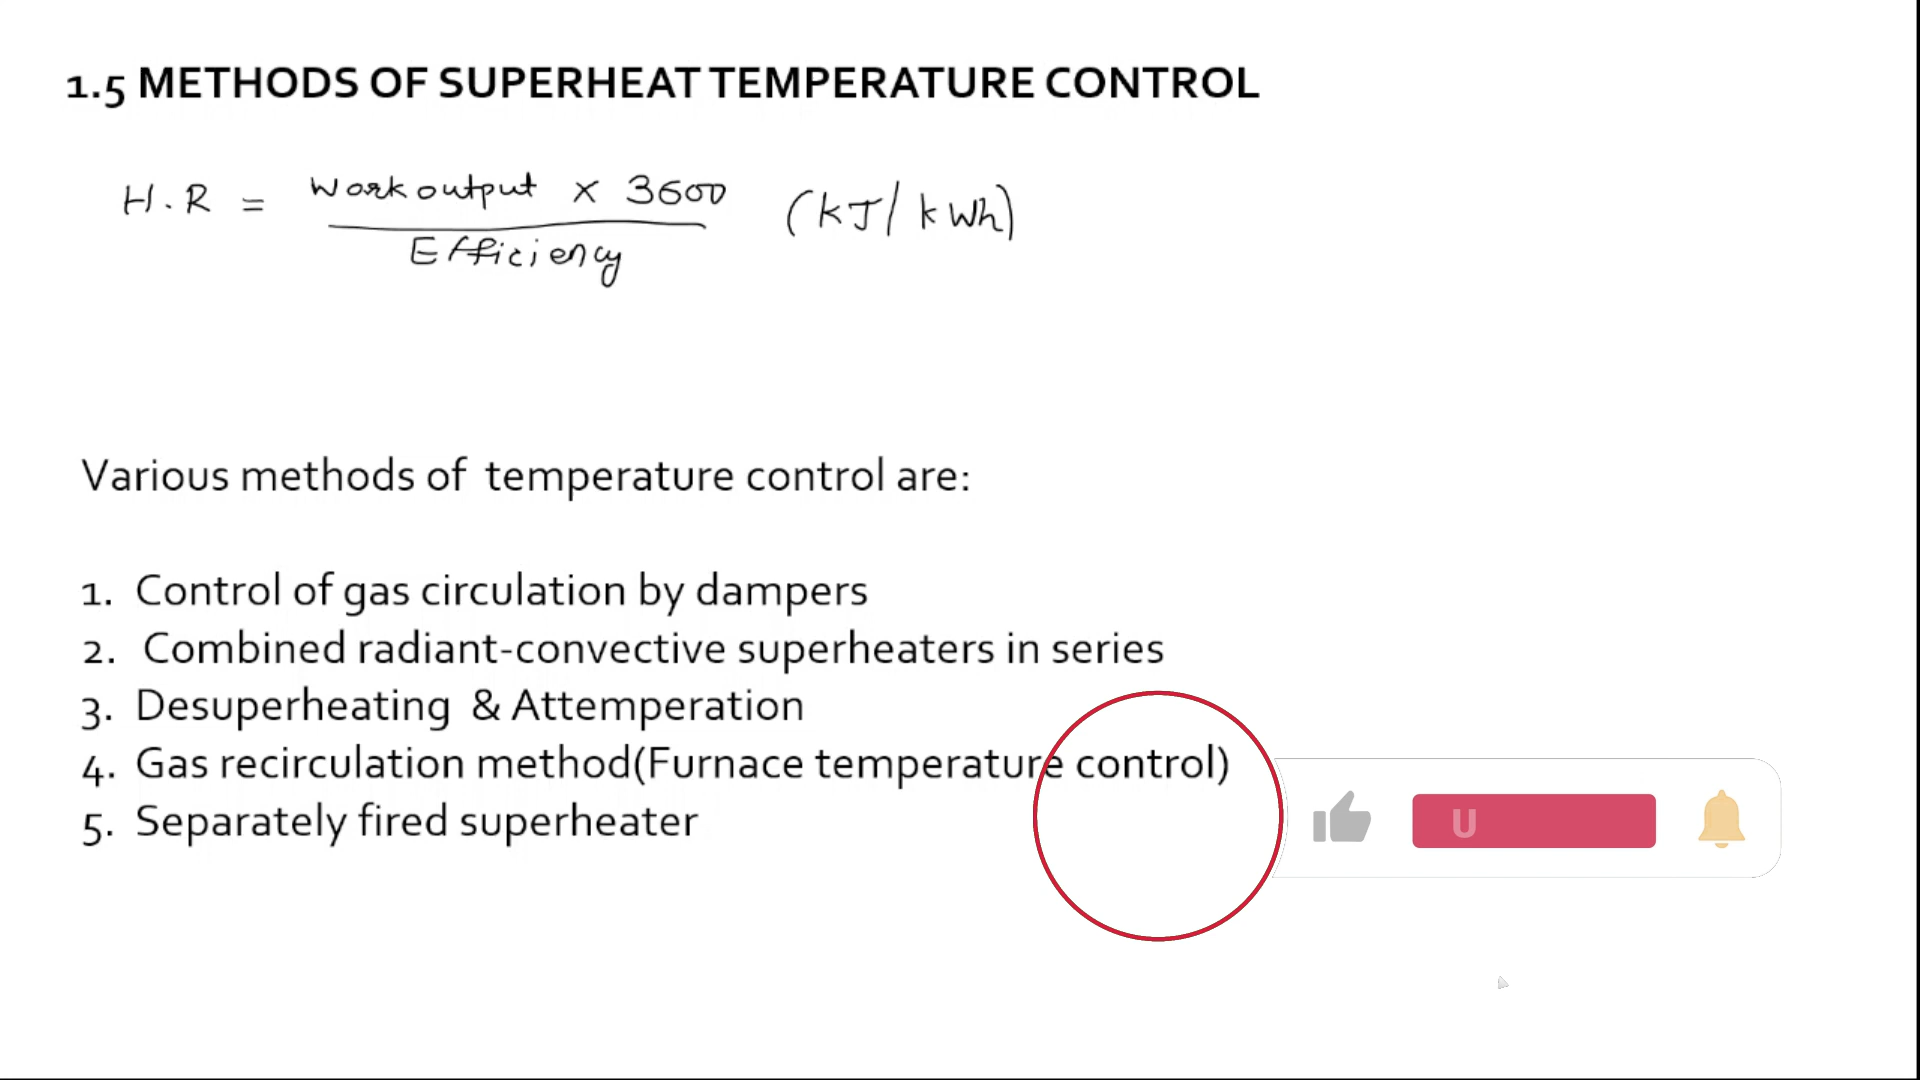 1.5 METHODS OF SUPERHEAT TEMPERATURE CONTROL
H.R = Work output × 3600 / Efficiency (kJ/kWh)
Various methods of temperature control are:
1. Control of gas circulation by dampers
2. Combined radiant-convective superheaters in series
3. Desuperheating & Attemperation
4. Gas recirculation method(Furnace temperature control)
5. Separately fired superheater
U